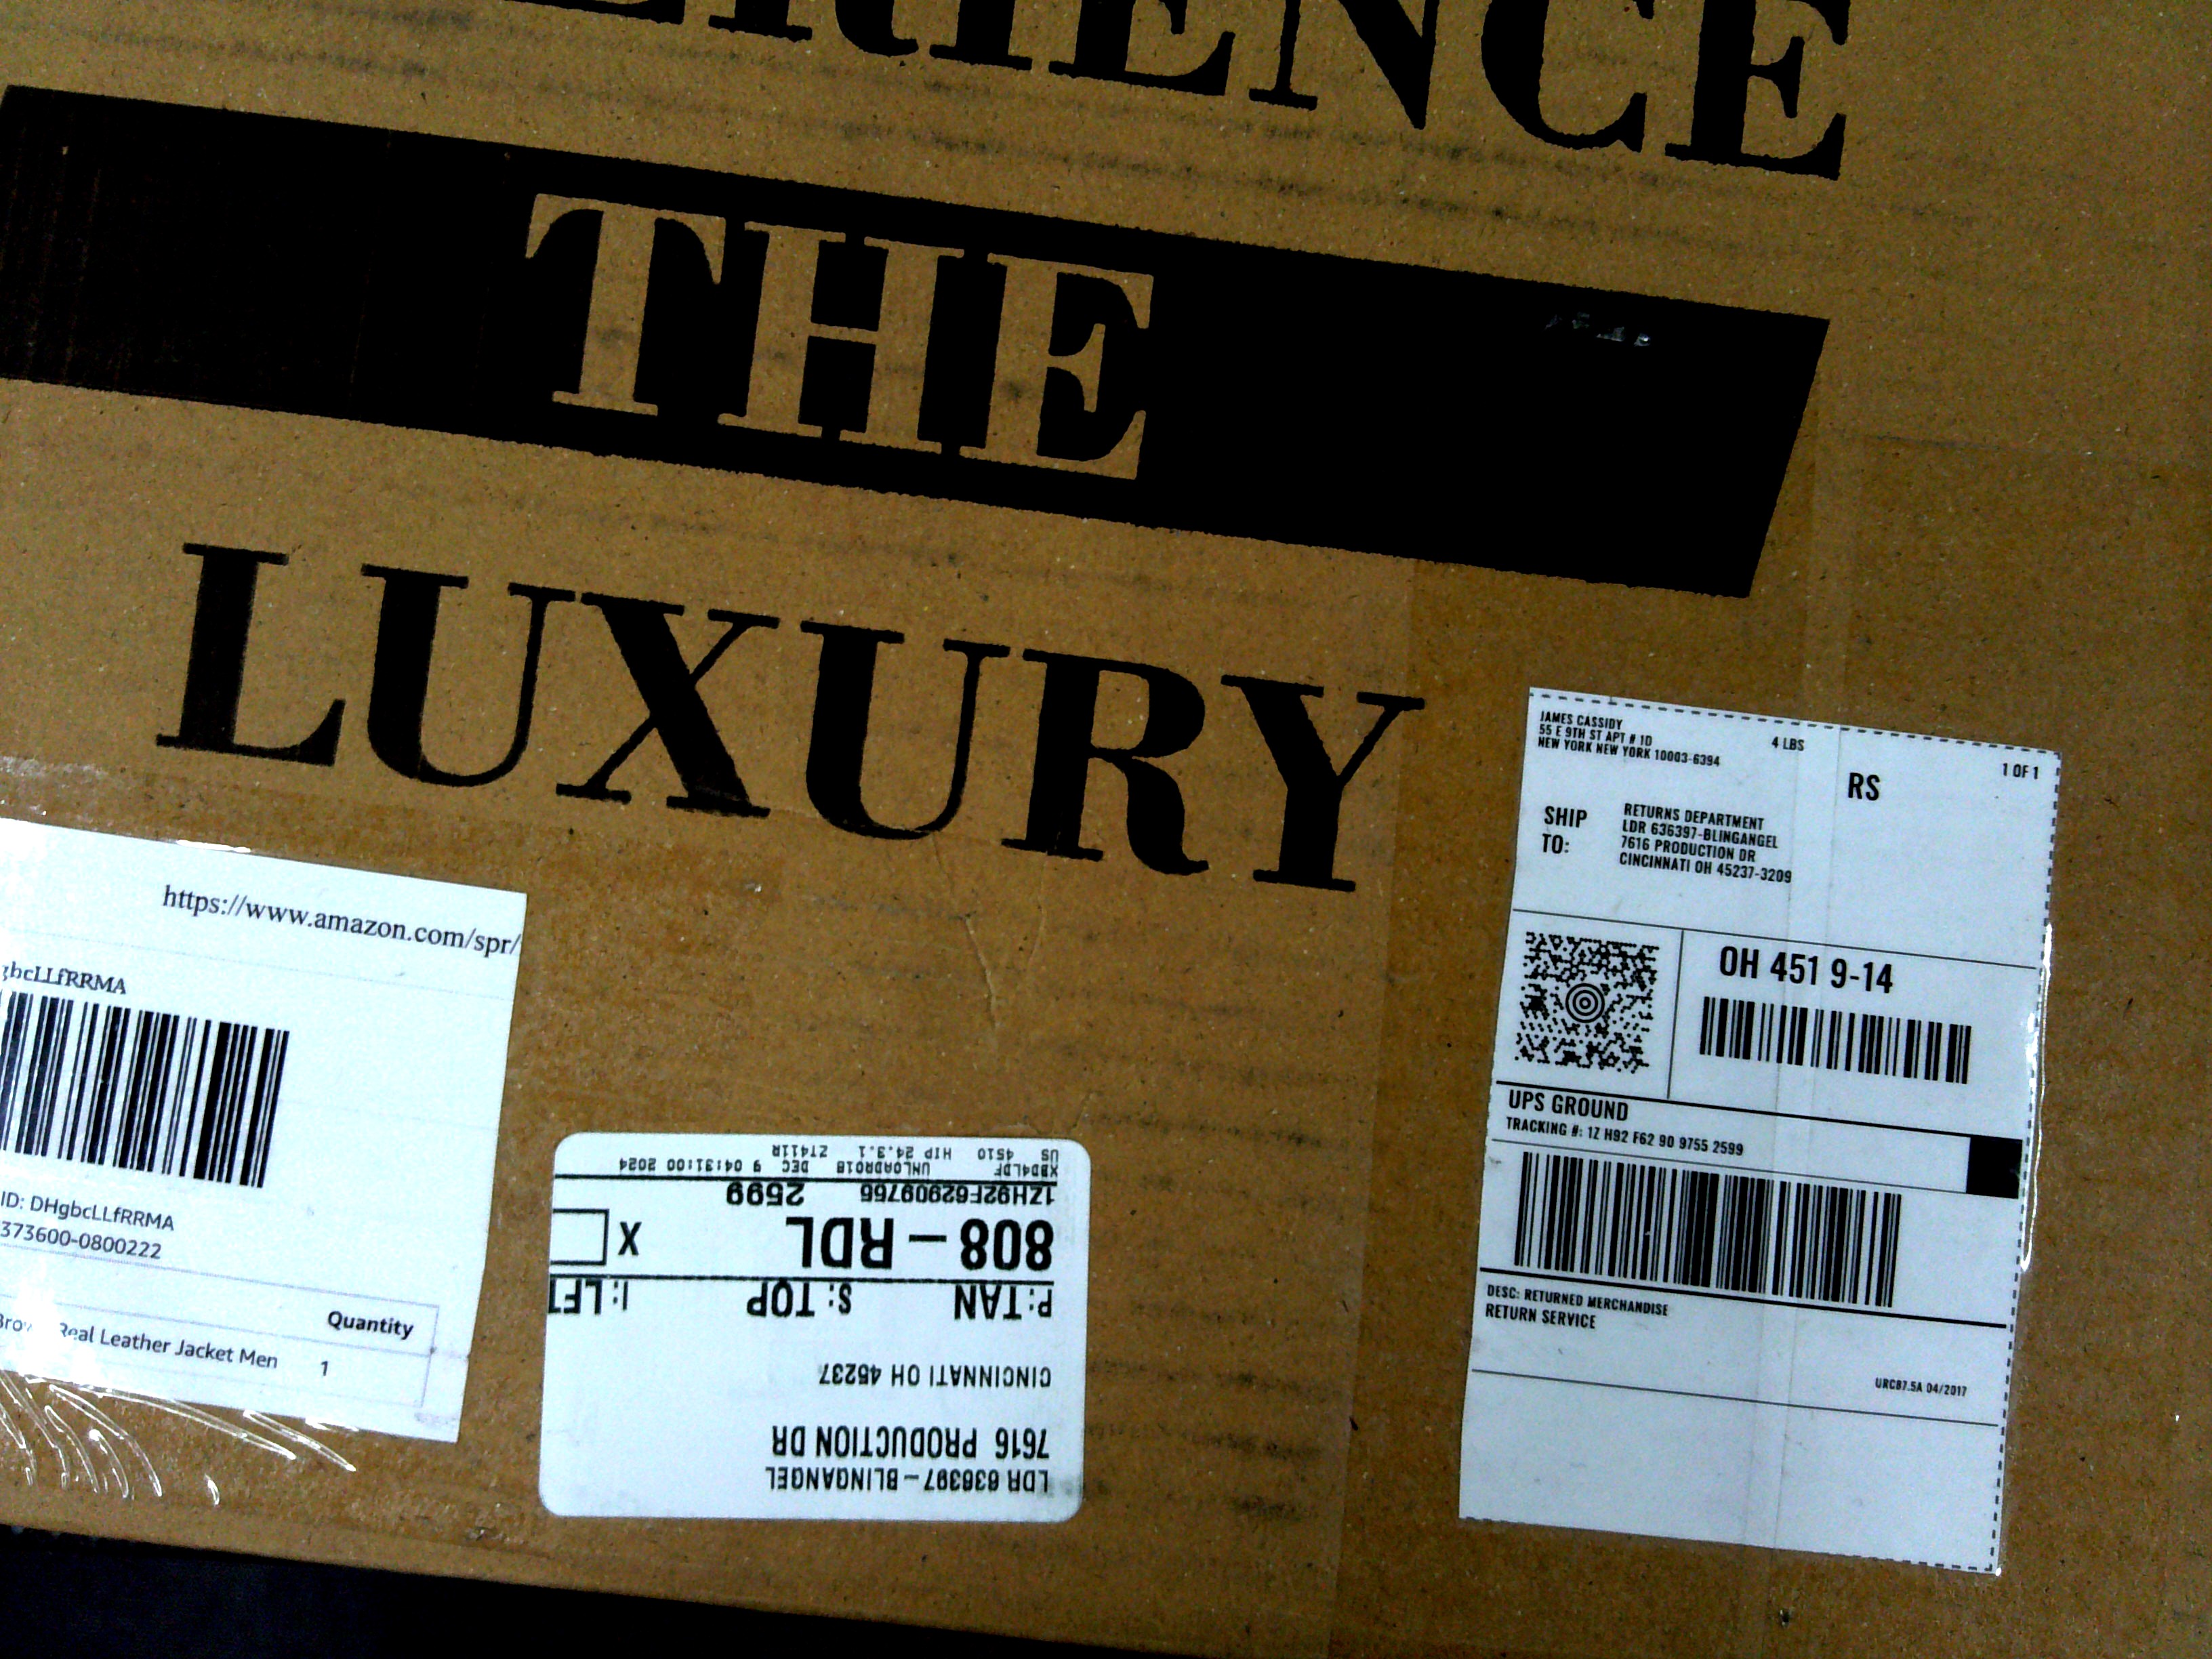 ERIENCE
THE
LUXURY
JAMES CASSIDY
55 E 9TH ST APT # 1D
NEW YORK NEW YORK 10003-6394
4 LBS
RS
1 OF 1
SHIP TO:
RETURNS DEPARTMENT
LDR 636397-BLINGANGEL
7616 PRODUCTION DR
CINCINNATI OH 45237-3209
OH 451 9-14
UPS GROUND
TRACKING #: 1Z H92 F62 90 9755 2599
DESC: RETURNED MERCHANDISE
RETURN SERVICE
URCB7.5A 04/2017
https://www.amazon.com/spr/
gbcLLfRRMA
ID: DHgbcLLfRRMA
373600-0800222
Quantity
Real Leather Jacket Men 1
LDR 636397-BLINGANGEL
7616 PRODUCTION DR
CINCINNATI OH 45237
P:TAN S:TOP I:LFT
808-RDL X
1ZH92F62909755 2599
XBD4LDF UNLOADR01B DEC 9 04:31:00 2024
US 4510 HIP 24.3.1 ZT411R